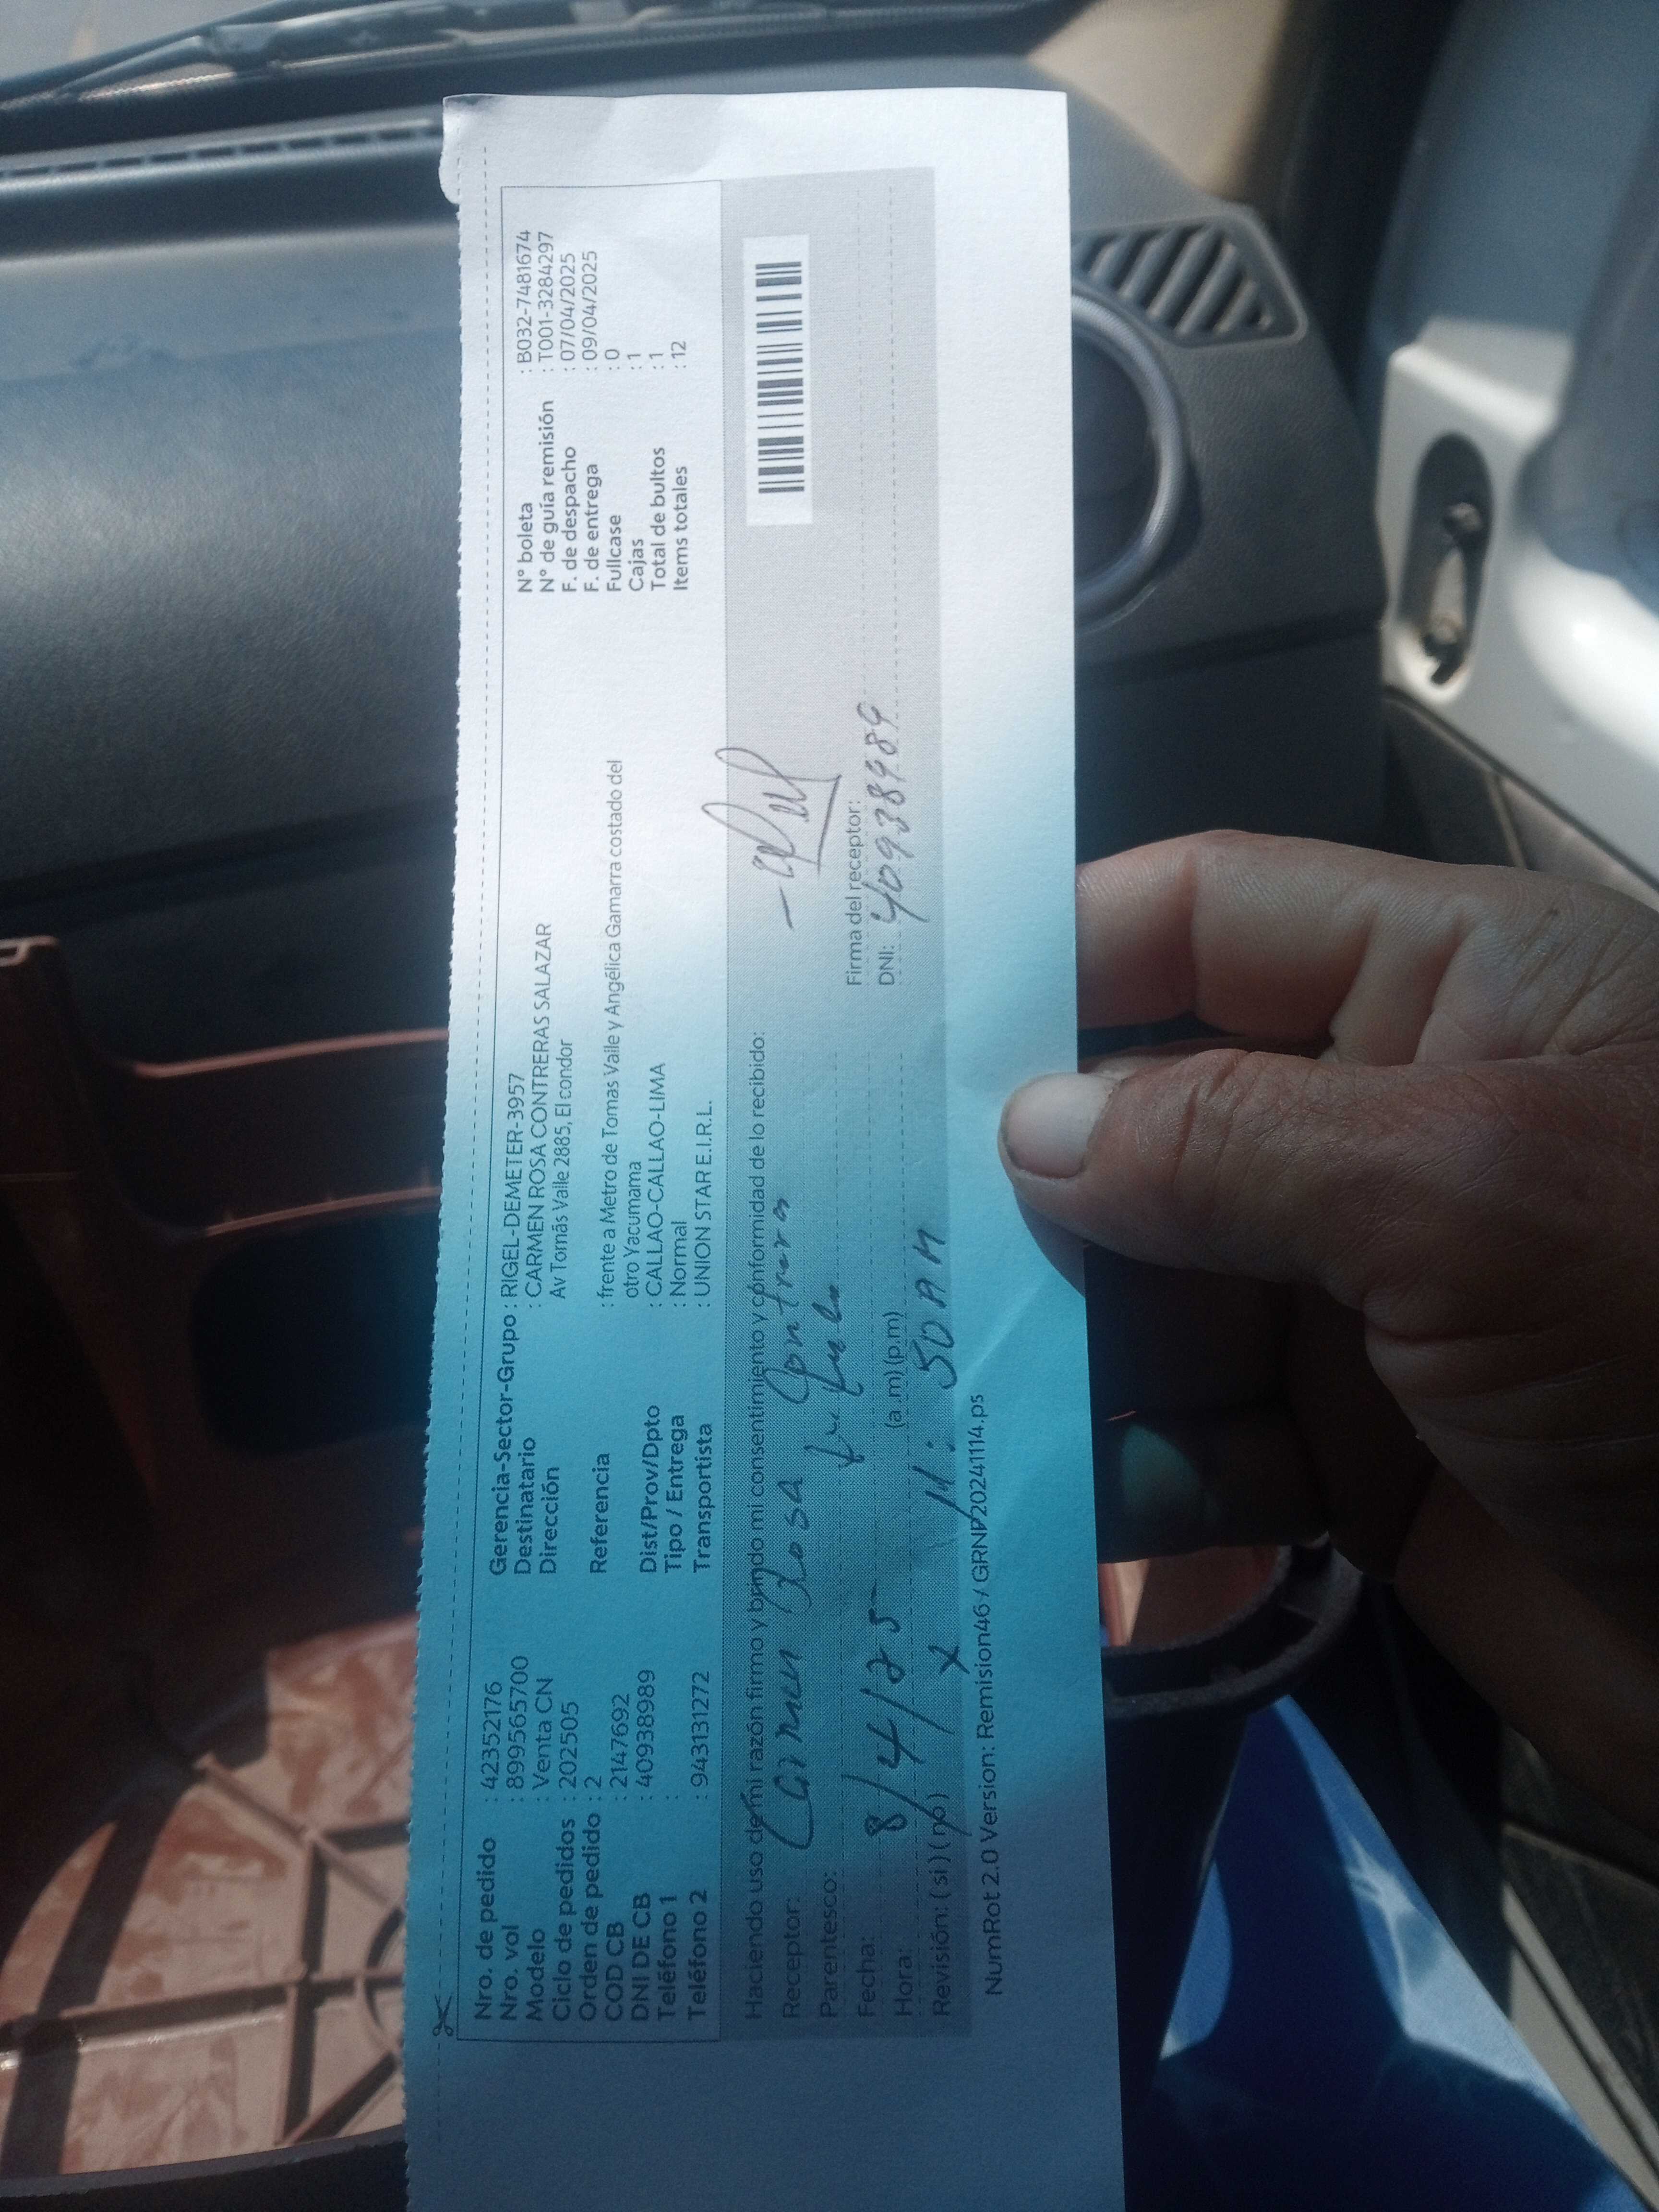 Nro. de pedido : 42352176
Nro. vol : 899565700
Modelo : Venta CN
Ciclo de pedidos : 202505
Orden de pedido : 2
COD CB : 2147692
DNI DE CB : 40938989
Teléfono 1 :
Teléfono 2 : 943131272
Gerencia-Sector-Grupo : RIGEL-DEMETER-3957
Destinatario : CARMEN ROSA CONTRERAS SALAZAR
Dirección Av Tomás Valle 2885, El condor
Referencia : frente a Metro de Tomas Valle y Angélica Gamarra costado del
otro Yacumama
Dist/Prov/Dpto : CALLAO-CALLAO-LIMA
Tipo / Entrega : Normal
Transportista : UNION STAR E.I.R.L.
N° boleta : B032-7481674
N° de guía remisión : T001-3284297
F. de despacho : 07/04/2025
F. de entrega : 09/04/2025
Fullcase : 0
Cajas : 1
Total de bultos : 1
Items totales : 12
Haciendo uso de mi razón firmo y brindo mi consentimiento y conformidad de lo recibido:
Receptor: Carmen Rosa Contreras
Parentesco:
Fecha: 8/4/25
Hora: (a.m) (p.m) 11:50 AM
Revisión: ( si ) ( no ) X
Firma del receptor:
DNI: 40938989
NumRot 2.0 Version: Remision46 / GRNP20241114.ps